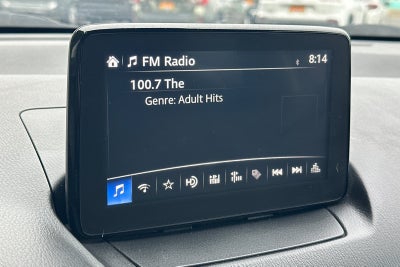 FM Radio 8:14
100.7 The
Genre: Adult Hits